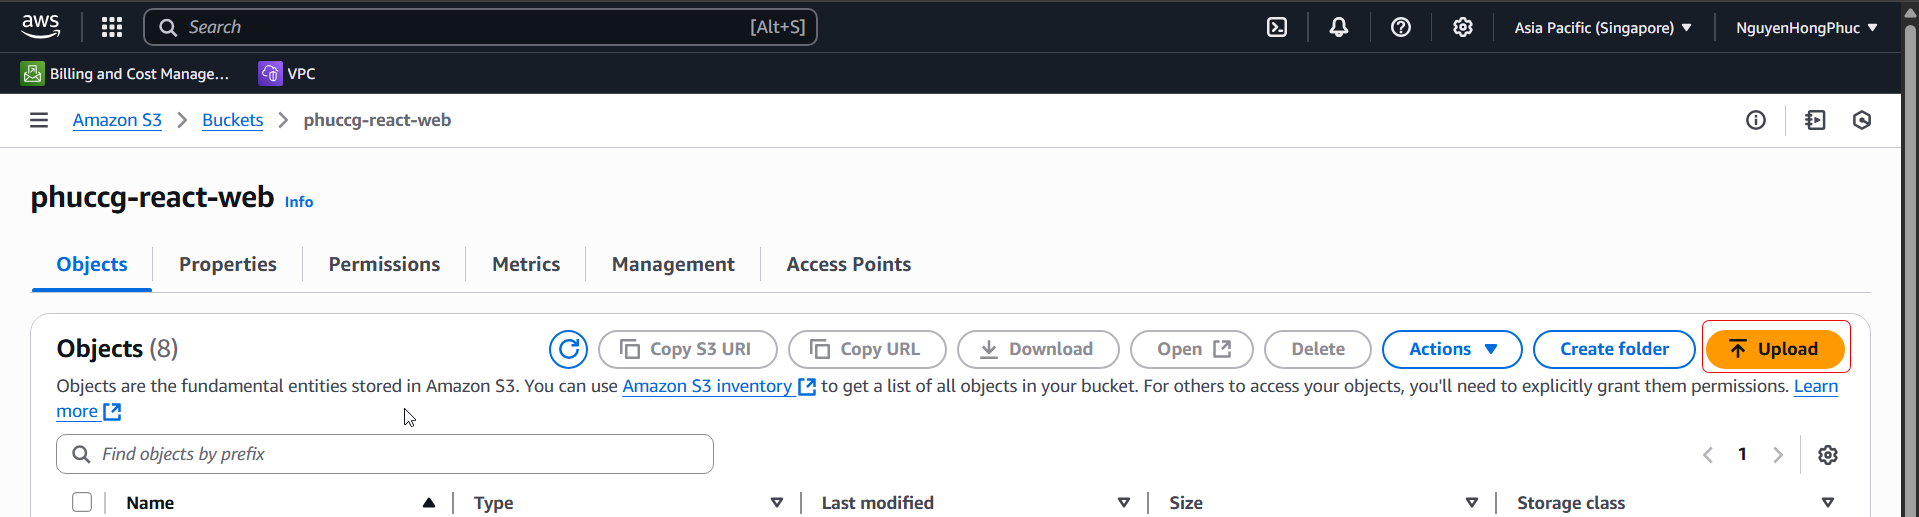 aws
Search [Alt+S] Asia Pacific (Singapore) NguyenHongPhuc
Billing and Cost Manage... VPC
Amazon S3 Buckets phuccg-react-web
phuccg-react-web Info
Objects Properties Permissions Metrics Management Access Points
Objects (8) Copy S3 URI Copy URL Download Open Delete Actions Create folder Upload
Objects are the fundamental entities stored in Amazon S3. You can use Amazon S3 inventory to get a list of all objects in your bucket. For others to access your objects, you'll need to explicitly grant them permissions. Learn
more
Find objects by prefix 1
Name Type Last modified Size Storage class